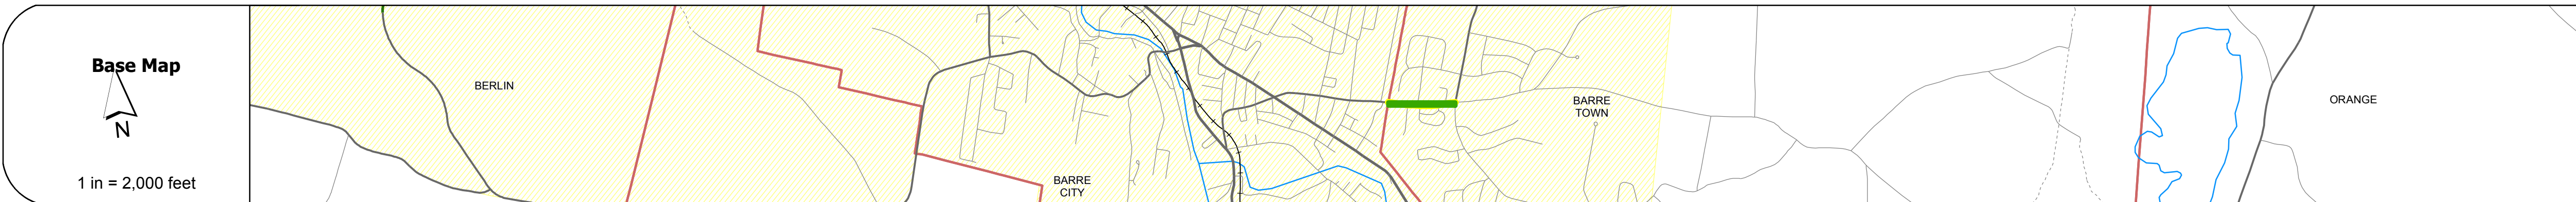 Base Map
N
1 in = 2,000 feet
BERLIN
BARRE
CITY
BARRE
TOWN
ORANGE